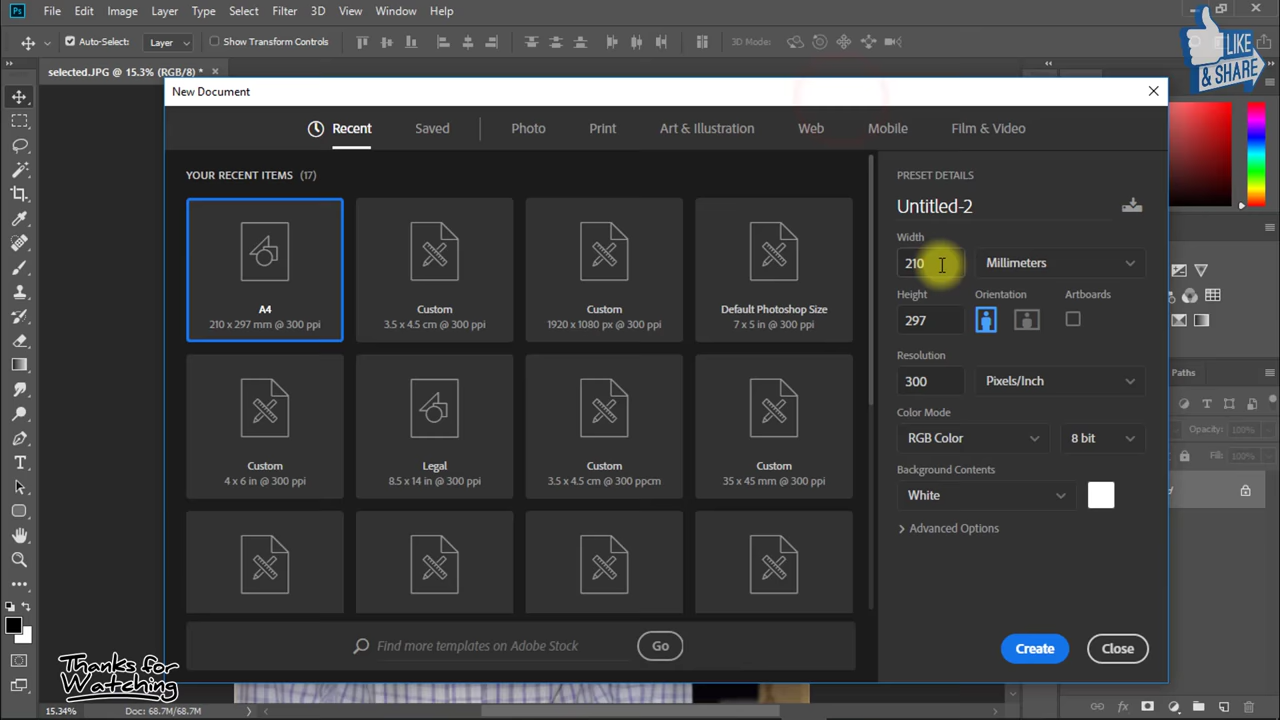 Ps File Edit Image Layer Type Select Filter 3D View Window Help
Auto-Select: Layer Show Transform Controls 3D Mode:
LIKE
& SHARE
selected.JPG @ 15.3% (RGB/8) *
New Document
Recent Saved Photo Print Art & Illustration Web Mobile Film & Video
YOUR RECENT ITEMS (17)
A4
210 x 297 mm @ 300 ppi
Custom
3.5 x 4.5 cm @ 300 ppi
Custom
1920 x 1080 px @ 300 ppi
Default Photoshop Size
7 x 5 in @ 300 ppi
Custom
4 x 6 in @ 300 ppi
Legal
8.5 x 14 in @ 300 ppi
Custom
3.5 x 4.5 cm @ 300 ppcm
Custom
35 x 45 mm @ 300 ppi
Find more templates on Adobe Stock Go
PRESET DETAILS
Untitled-2
Width
210 Millimeters
Height Orientation Artboards
297
Resolution
300 Pixels/Inch
Color Mode
RGB Color 8 bit
Background Contents
White
Advanced Options
Create Close
Paths
Opacity: 100%
Fill: 100%
Thanks for
Watching
15.34% Doc: 68.7M/68.7M